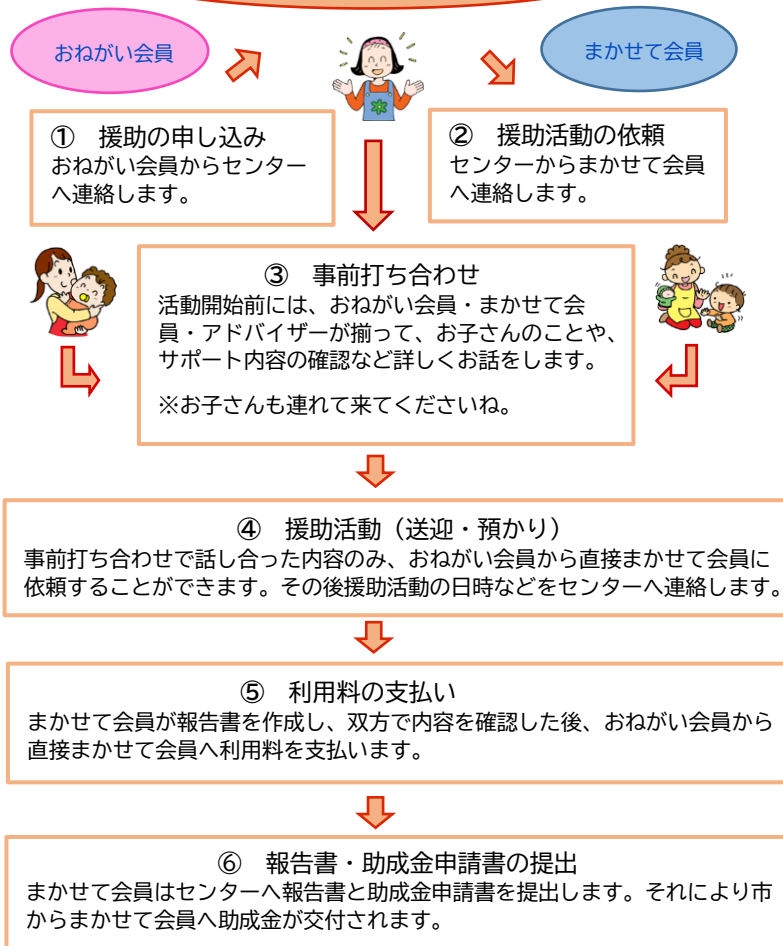 おねがい会員
まかせて会員
① 援助の申し込み
おねがい会員からセンター
へ連絡します。
② 援助活動の依頼
センターからまかせて会員
へ連絡します。
③ 事前打ち合わせ
活動開始前には、おねがい会員・まかせて会
員・アドバイザーが揃って、お子さんのことや、
サポート内容の確認など詳しくお話をします。
※お子さんも連れて来てくださいね。
④ 援助活動（送迎・預かり）
事前打ち合わせで話し合った内容のみ、おねがい会員から直接まかせて会員に
依頼することができます。その後援助活動の日時などをセンターへ連絡します。
⑤ 利用料の支払い
まかせて会員が報告書を作成し、双方で内容を確認した後、おねがい会員から
直接まかせて会員へ利用料を支払います。
⑥ 報告書・助成金申請書の提出
まかせて会員はセンターへ報告書と助成金申請書を提出します。それにより市
からまかせて会員へ助成金が交付されます。